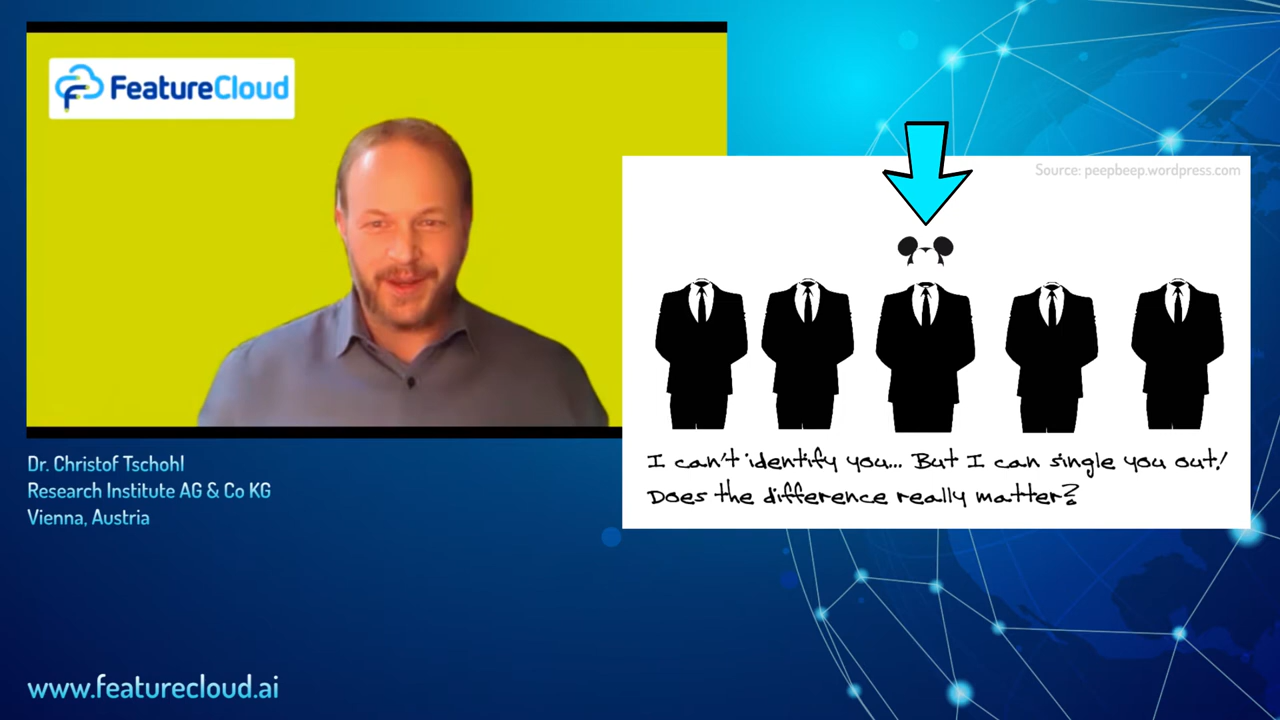 FeatureCloud
Source: peepbeep.wordpress.com
I can't identify you... But I can single you out!
Does the difference really matter?
Dr. Christof Tschohl
Research Institute AG & Co KG
Vienna, Austria
www.featurecloud.ai